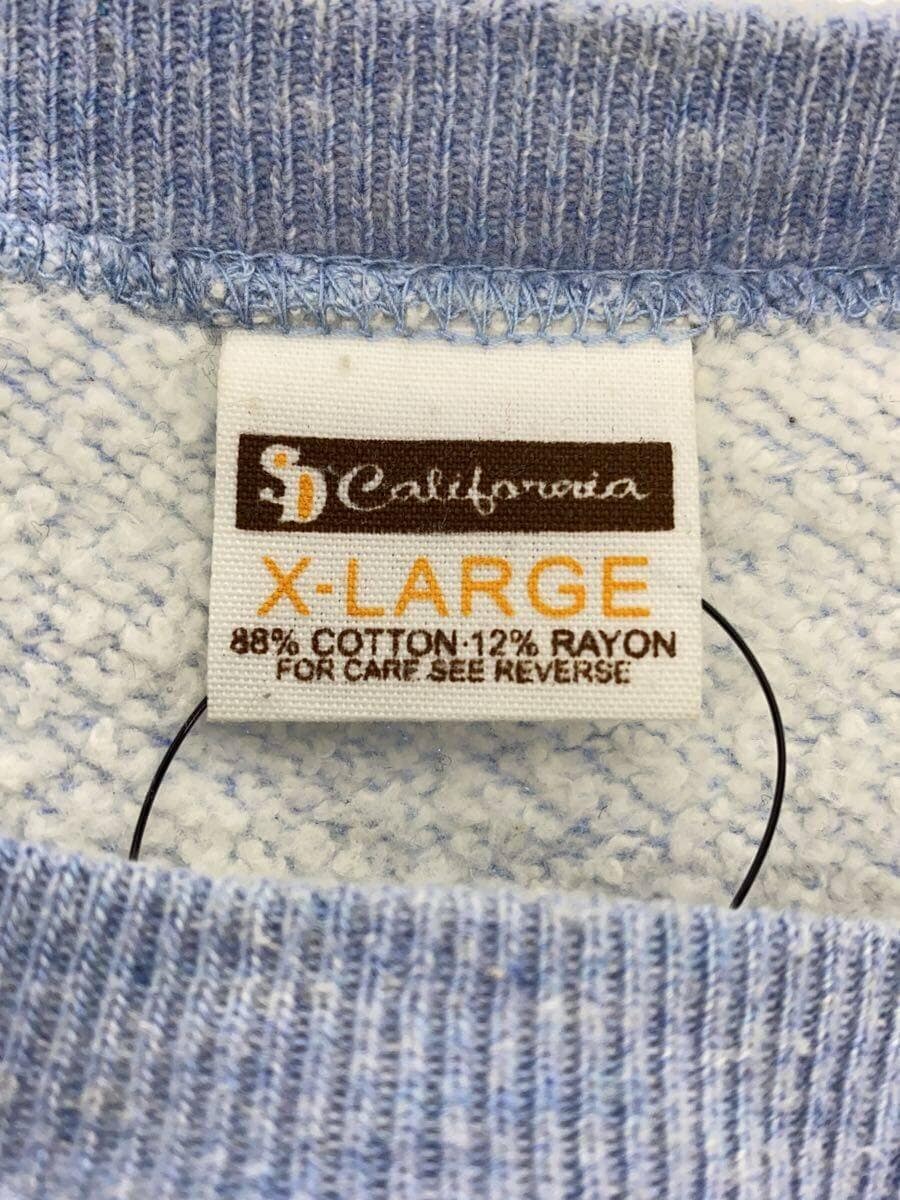 SD California
X-LARGE
88% COTTON·12% RAYON
FOR CARE SEE REVERSE